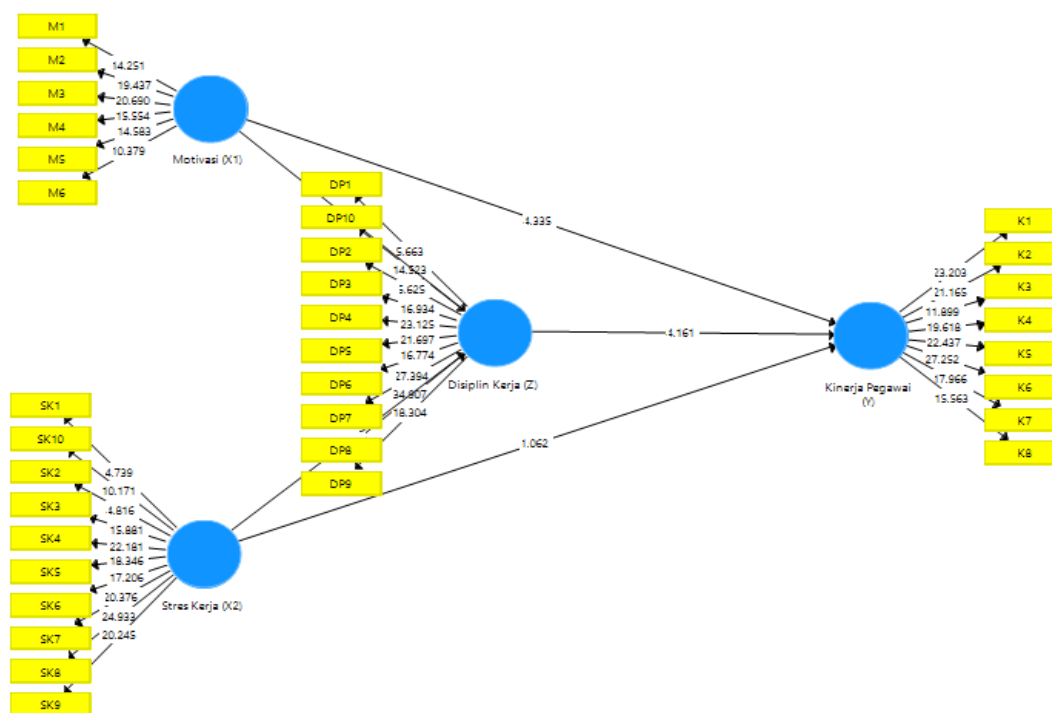 M1
M2
M3
M4
M5
M6
14.251
19.437
20.690
15.554
14.583
10.379
Motivasi (X1)
DP1
DP10
DP2
DP3
DP4
DP5
DP6
DP7
DP8
DP9
5.663
14.523
5.625
16.934
23.125
21.697
16.774
27.394
34.907
18.304
Disiplin Kerja (Z)
4.335
4.161
1.062
SK1
SK10
SK2
SK3
SK4
SK5
SK6
SK7
SK8
SK9
4.739
10.171
4.816
15.881
22.181
18.346
17.206
20.376
24.933
20.245
Stres Kerja (X2)
K1
K2
K3
K4
K5
K6
K7
K8
23.203
21.165
11.899
19.618
22.437
27.252
17.966
15.563
Kinerja Pegawai
(Y)